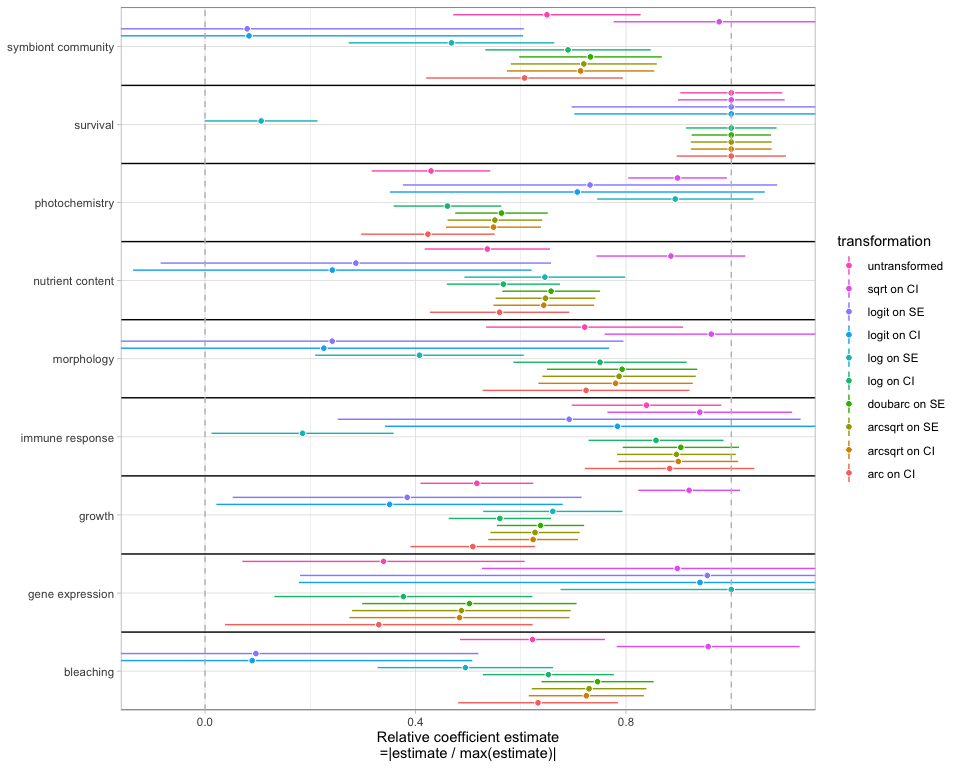 symbiont community
survival
photochemistry
nutrient content
morphology
immune response
growth
gene expression
bleaching
0.0
0.4
0.8
Relative coefficient estimate
=|estimate / max(estimate)|
transformation
untransformed
sqrt on CI
logit on SE
logit on CI
log on SE
log on CI
doubarc on SE
arcsqrt on SE
arcsqrt on CI
arc on CI